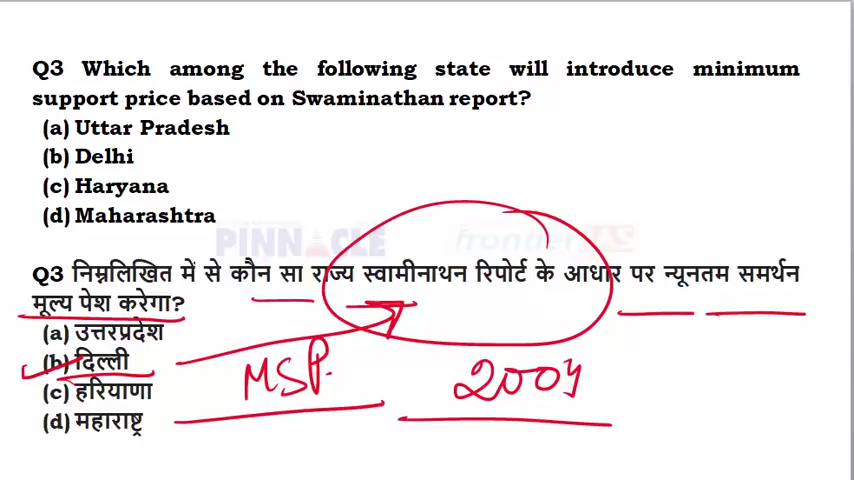 Q3 Which among the following state will introduce minimum
support price based on Swaminathan report?
(a) Uttar Pradesh
(b) Delhi
(c) Haryana
(d) Maharashtra
PINNACLE
frontier
Q3 निम्नलिखित में से कौन सा राज्य स्वामीनाथन रिपोर्ट के आधार पर न्यूनतम समर्थन
मूल्य पेश करेगा?
(a) उत्तरप्रदेश
(b) दिल्ली
(c) हरियाणा
(d) महाराष्ट्र
MSP.
2004